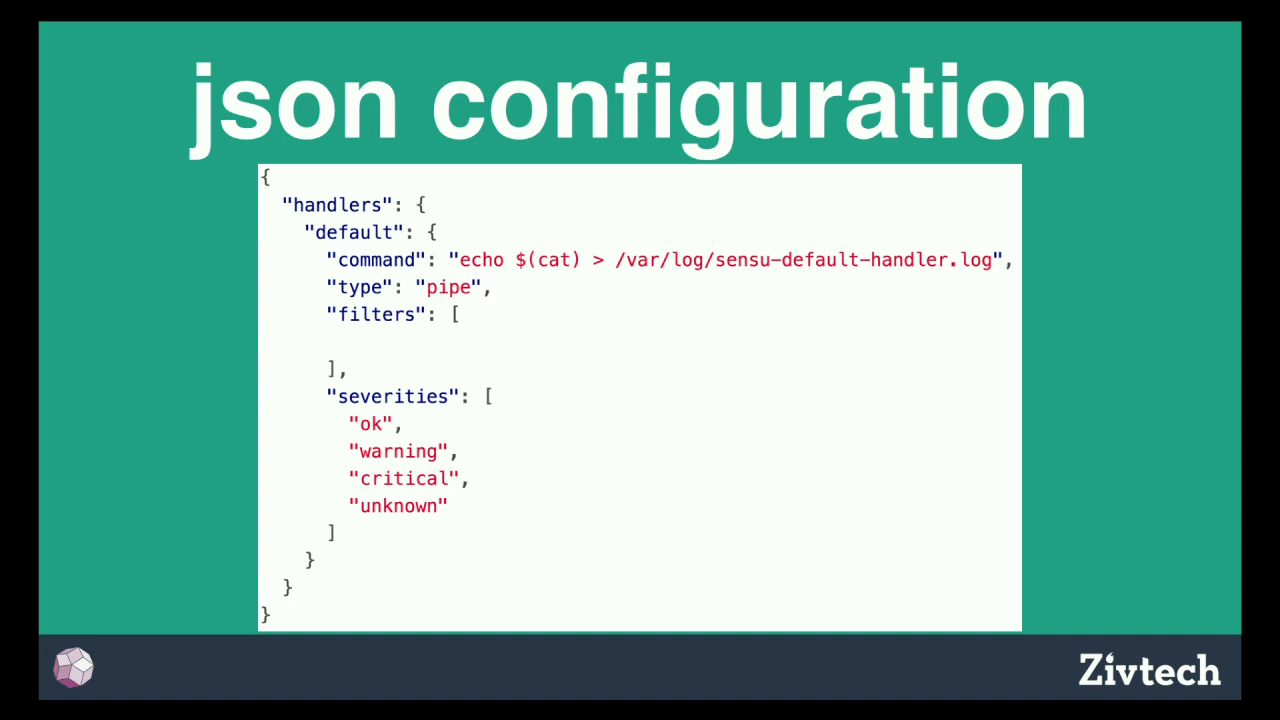 json configuration
{
  "handlers": {
    "default": {
      "command": "echo $(cat) > /var/log/sensu-default-handler.log",
      "type": "pipe",
      "filters": [

      ],
      "severities": [
        "ok",
        "warning",
        "critical",
        "unknown"
      ]
    }
  }
}
Zivtech